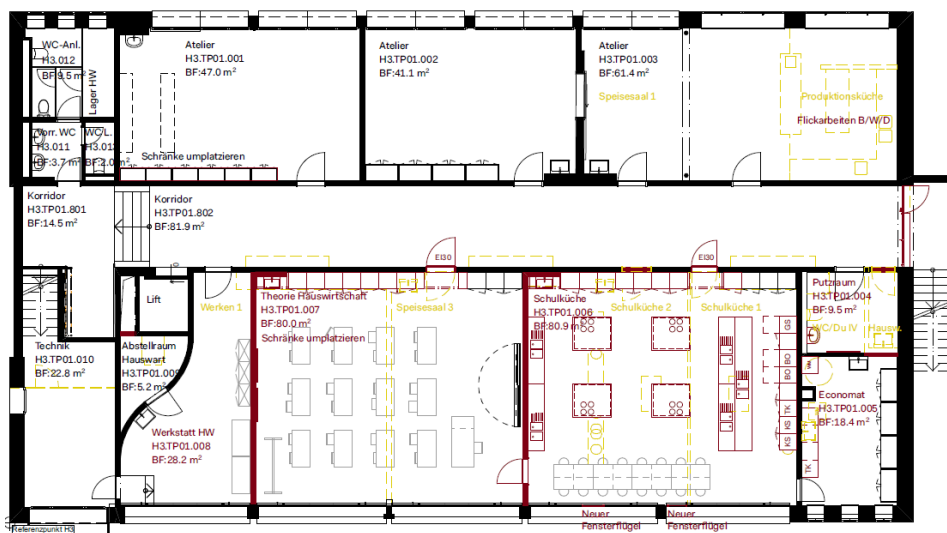 WC-Anl.
H3.012
BF:9.5 m²
Lager HW
Atelier
H3.TP01.001
BF:47.0 m²
Atelier
H3.TP01.002
BF:41.1 m²
Atelier
H3.TP01.003
BF:61.4 m²
Speisesaal 1
Produktionsküche
Flickarbeiten B/W/D
Vorr. WC
H3.011
BF:3.7 m²
WC/L.
H3.013
BF:2.0
Schränke umplatzieren
Korridor
H3.TP01.801
BF:14.5 m²
Korridor
H3.TP01.802
BF:81.9 m²
EI30
EI30
Lift
Werken 1
Theorie Hauswirtschaft
H3.TP01.007
BF:80.0 m²
Schränke umplatzieren
Speisesaal 3
Schulküche
H3.TP01.006
BF:80.9 m²
Schulküche 2
Schulküche 1
Putzraum
H3.TP01.004
BF:9.5 m²
WC/Du IV
Hausw.
Technik
H3.TP01.010
BF:22.8 m²
Abstellraum
Hauswart
H3.TP01.009
BF:5.2 m²
Werkstatt HW
H3.TP01.008
BF:28.2 m²
GS
BO
BO
TK
KS
KS
TK
Economat
H3.TP01.005
BF:18.4 m²
Neuer
Fensterflügel
Neuer
Fensterflügel
Referenzpunkt H3